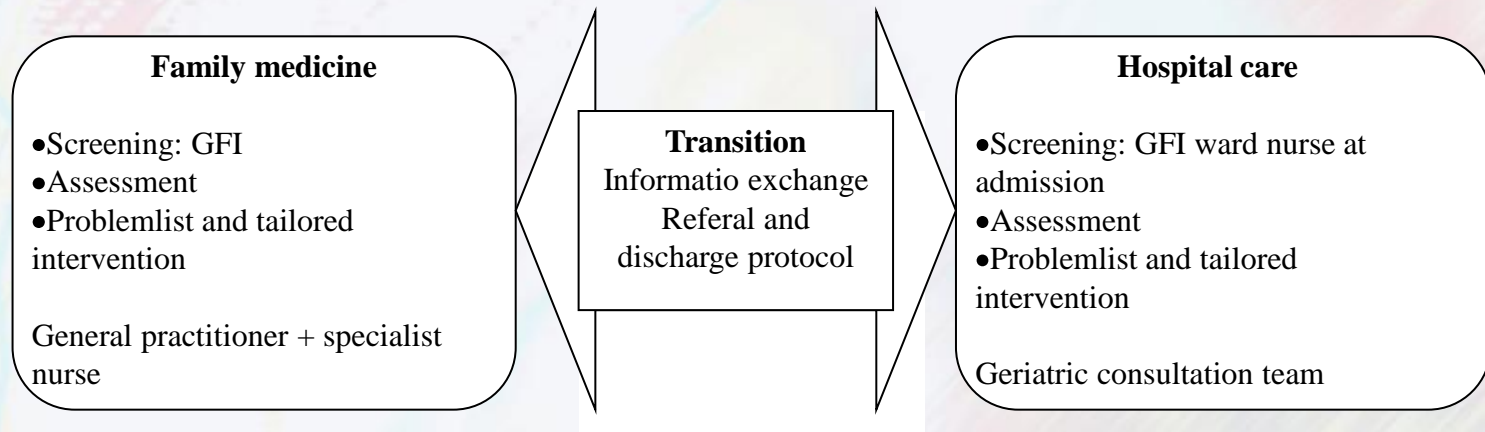 Family medicine
•Screening: GFI
•Assessment
•Problemlist and tailored
intervention
General practitioner + specialist
nurse
Transition
Informatio exchange
Referal and
discharge protocol
Hospital care
•Screening: GFI ward nurse at
admission
•Assessment
•Problemlist and tailored
intervention
Geriatric consultation team